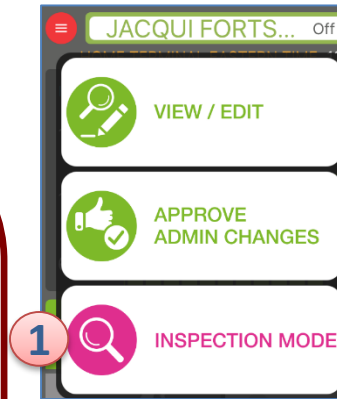 JACQUI FORTS... Off
VIEW / EDIT
APPROVE
ADMIN CHANGES
1
INSPECTION MODE